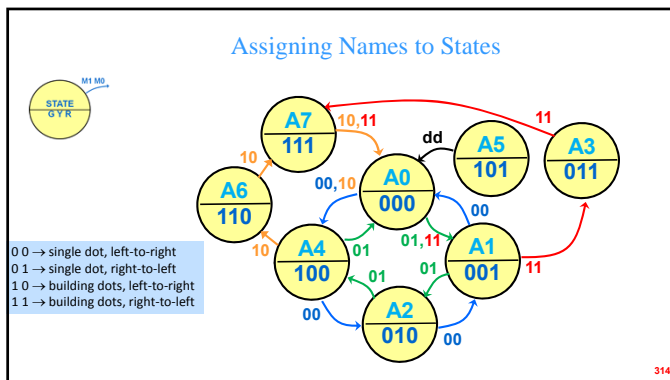 Assigning Names to States
M1 M0
STATE
G Y R
A7
111
10,11
11
A5
101
dd
A3
011
10
A6
110
00,10
A0
000
00
01,11
10
A4
100
01
01
A1
001
11
00
A2
010
01
00
0 0 → single dot, left-to-right
0 1 → single dot, right-to-left
1 0 → building dots, left-to-right
1 1 → building dots, right-to-left
314